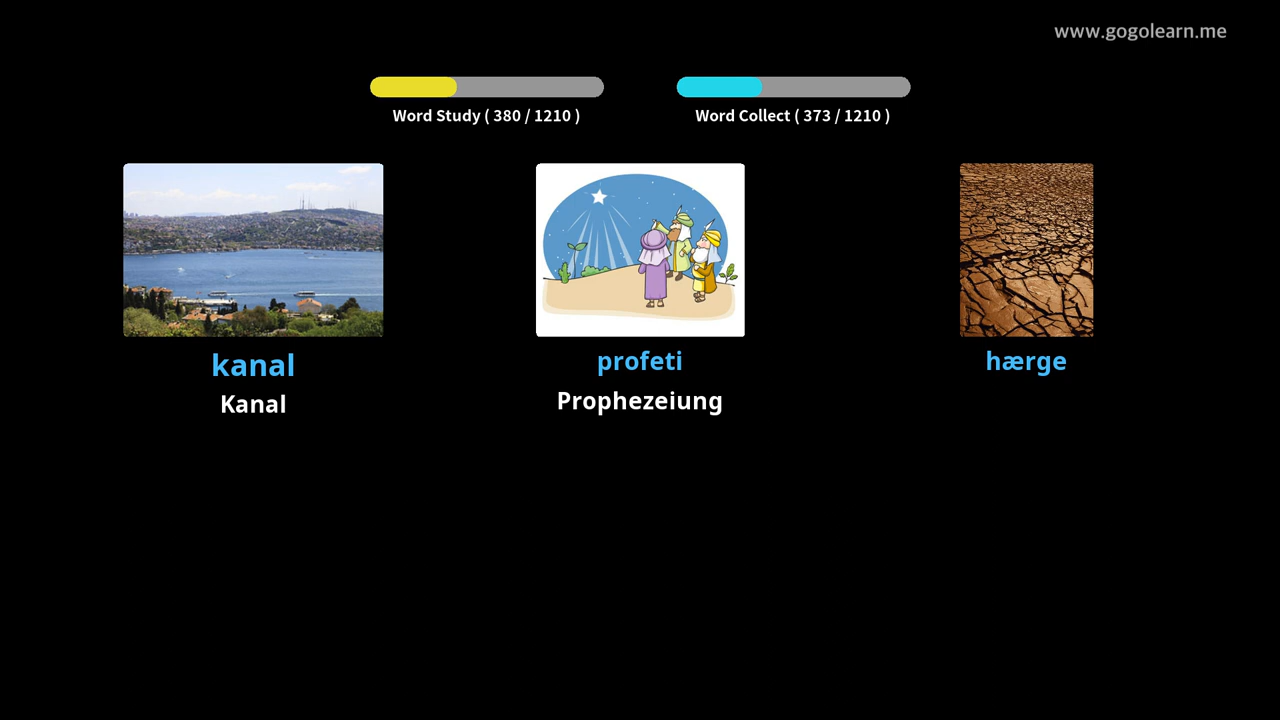 www.gogolearn.me
Word Study ( 380 / 1210 )
Word Collect ( 373 / 1210 )
kanal
profeti
hærge
Kanal
Prophezeiung